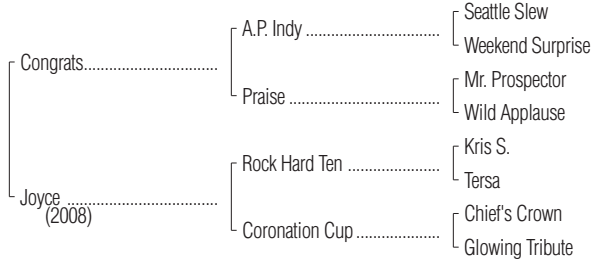 Seattle Slew
A.P. Indy
Weekend Surprise
Congrats
Mr. Prospector
Praise
Wild Applause
Kris S.
Rock Hard Ten
Tersa
Joyce
(2008)
Chief's Crown
Coronation Cup
Glowing Tribute